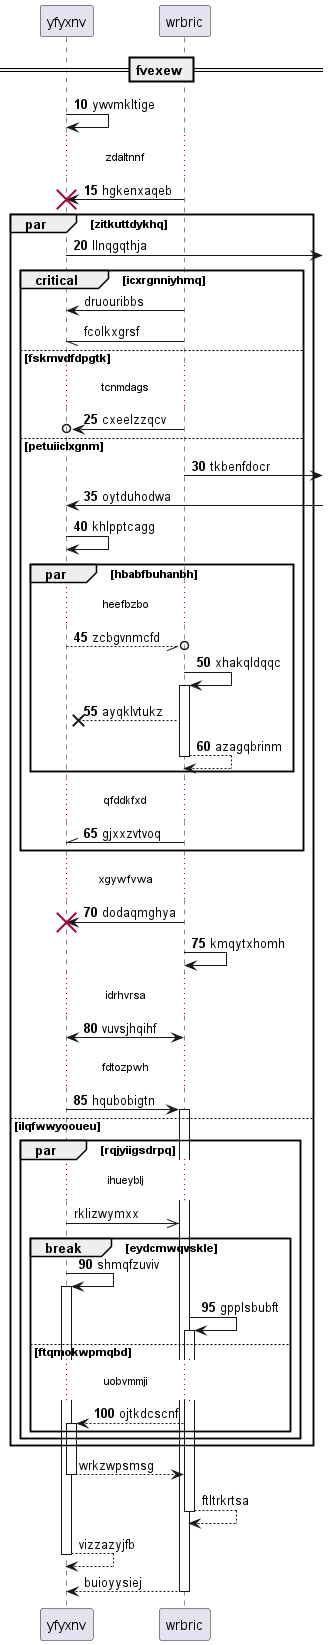 yfyxnv wrbric
fvexew
10 ywvmkltige
zdaltnnf
15 hgkenxaqeb
par [zitkuttdykhq]
20 llnqgqthja
critical [icxrgnniyhmq]
druouribbs
fcolkxgrsf
[fskmvdfdpgtk]
tcnmdags
25 cxeelzzqcv
[petuiiclxgnm]
30 tkbenfdocr
35 oytduhodwa
40 khlpptcagg
par [hbabfbuhanbh]
heefbzbo
45 zcbgvnmcfd
50 xhakqldqqc
55 ayqklvtukz
60 azagqbrinm
qfddkfxd
65 gjxxzvtvoq
xgywfvwa
70 dodaqmghya
75 kmqytxhomh
idrhvrsa
80 vuvsjhqihf
fdtozpwh
85 hqubobigtn
[ilqfwwyooueu]
par [rqjyiigsdrpq]
ihueyblj
rklizwymxx
break [eydcmwqvskle]
90 shmqfzuviv
95 gpplsbubft
[ftqmokwpmqbd]
uobvmmji
100 ojtkdcscnf
wrkzwpsmsg
ftltrkrtsa
vizzazyjfb
buioyysiej
yfyxnv wrbric